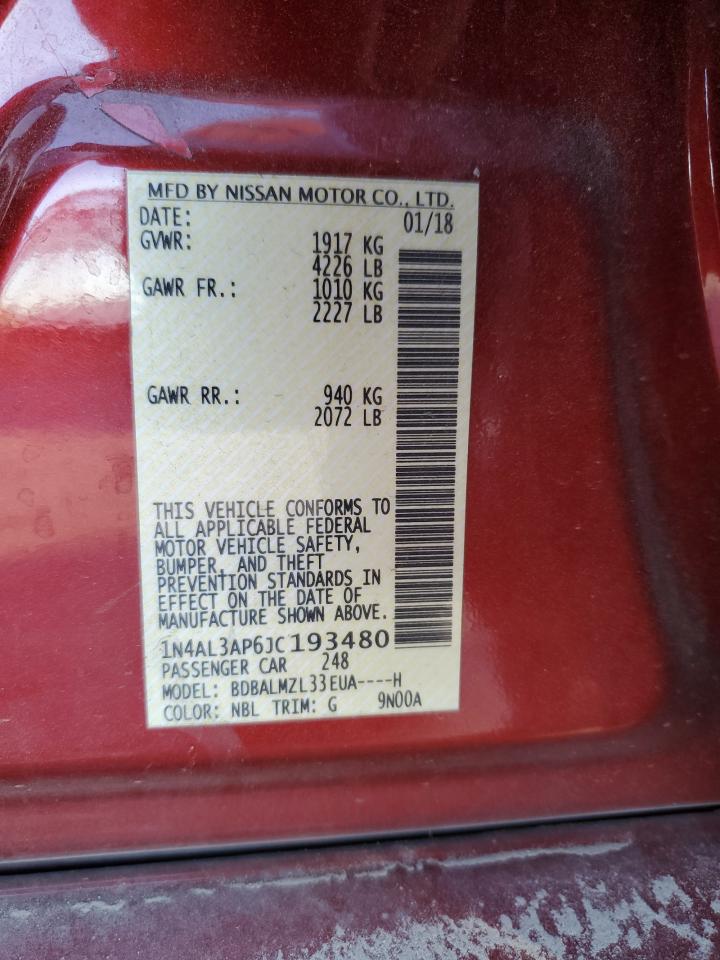 MFD BY NISSAN MOTOR CO., LTD.
DATE: 01/18
GVWR: 1917 KG
4226 LB
GAWR FR.: 1010 KG
2227 LB
GAWR RR.: 940 KG
2072 LB
THIS VEHICLE CONFORMS TO
ALL APPLICABLE FEDERAL
MOTOR VEHICLE SAFETY,
BUMPER, AND THEFT
PREVENTION STANDARDS IN
EFFECT ON THE DATE OF
MANUFACTURE SHOWN ABOVE.
1N4AL3AP6JC193480
PASSENGER CAR 248
MODEL: BDBALMZL33EUA----H
COLOR: NBL TRIM: G 9N00A